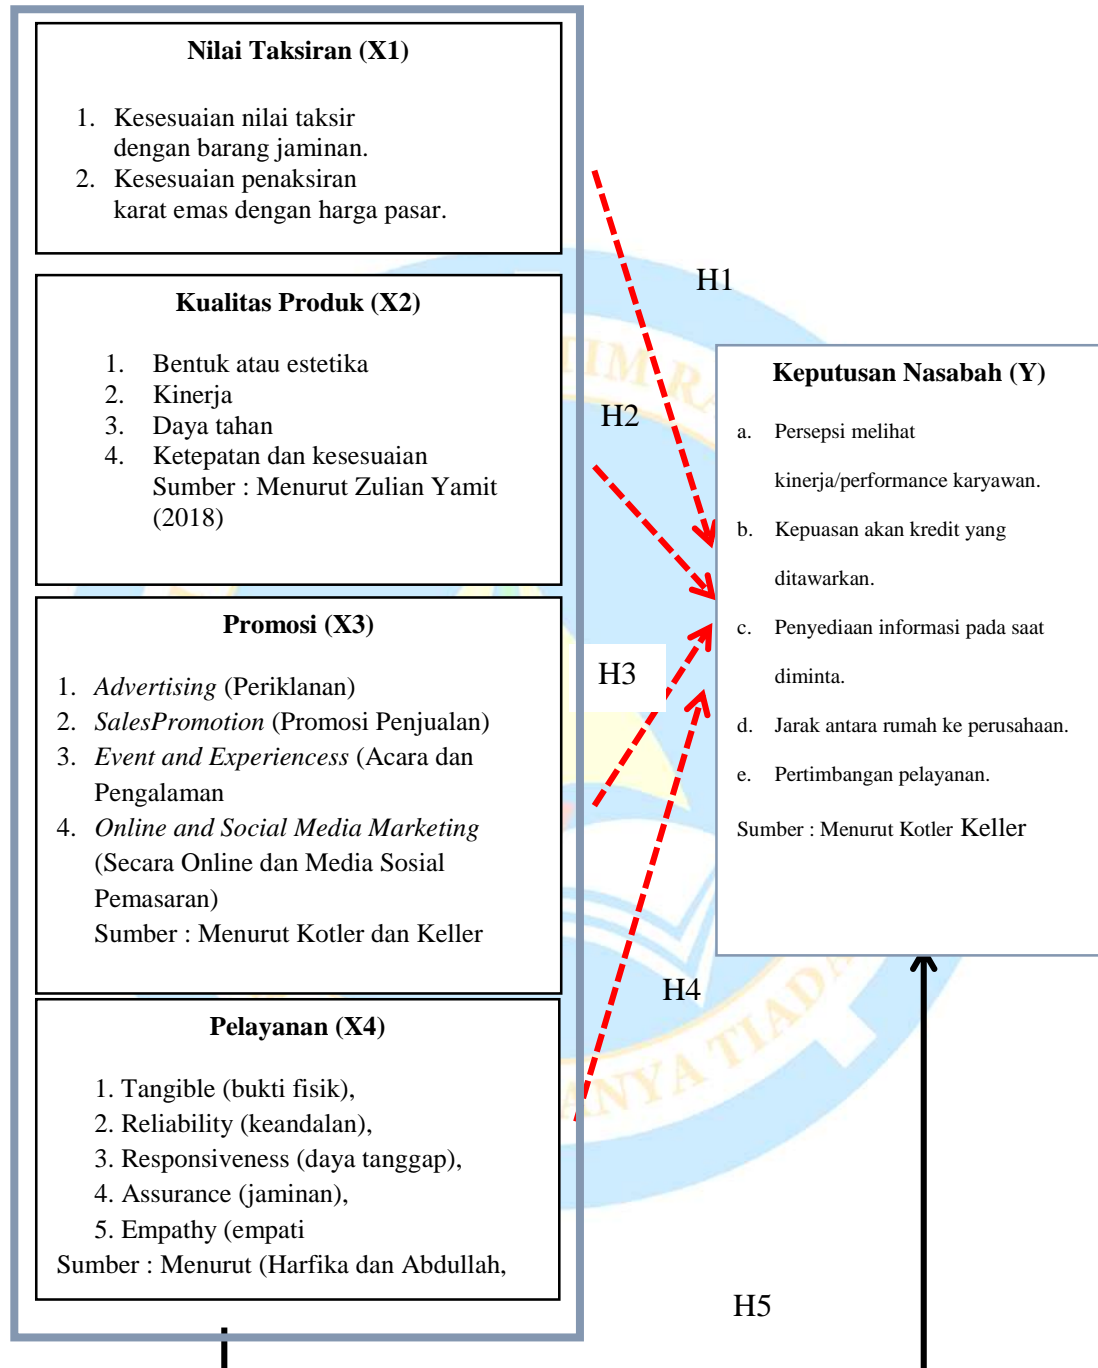 Nilai Taksiran (X1)
1. Kesesuaian nilai taksir
dengan barang jaminan.
2. Kesesuaian penaksiran
karat emas dengan harga pasar.
Kualitas Produk (X2)
1. Bentuk atau estetika
2. Kinerja
3. Daya tahan
4. Ketepatan dan kesesuaian
Sumber : Menurut Zulian Yamit
(2018)
Promosi (X3)
1. Advertising (Periklanan)
2. SalesPromotion (Promosi Penjualan)
3. Event and Experiencess (Acara dan
Pengalaman
4. Online and Social Media Marketing
(Secara Online dan Media Sosial
Pemasaran)
Sumber : Menurut Kotler dan Keller
Pelayanan (X4)
1. Tangible (bukti fisik),
2. Reliability (keandalan),
3. Responsiveness (daya tanggap),
4. Assurance (jaminan),
5. Empathy (empati
Sumber : Menurut (Harfika dan Abdullah,
H1
H2
H3
H4
H5
Keputusan Nasabah (Y)
a. Persepsi melihat
kinerja/performance karyawan.
b. Kepuasan akan kredit yang
ditawarkan.
c. Penyediaan informasi pada saat
diminta.
d. Jarak antara rumah ke perusahaan.
e. Pertimbangan pelayanan.
Sumber : Menurut Kotler Keller
TIM RA
ANYA TIADA